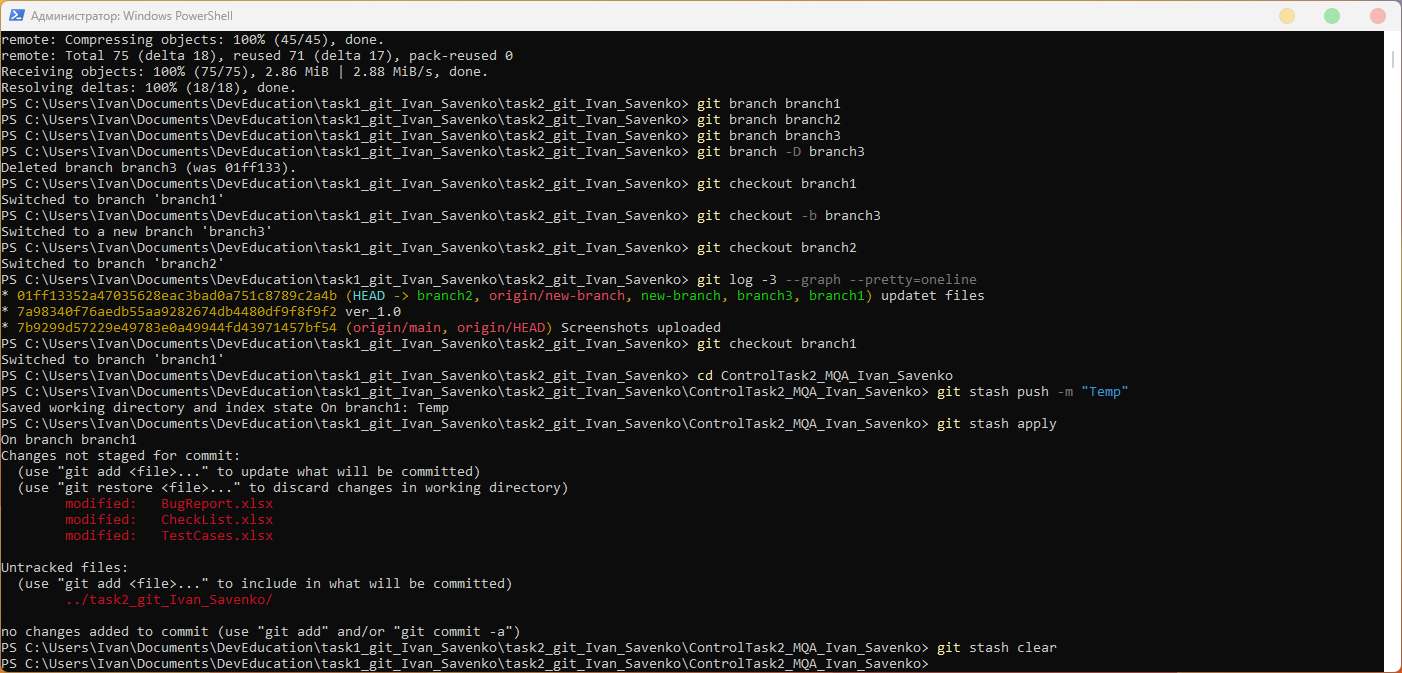 Администратор: Windows PowerShell
remote: Compressing objects: 100% (45/45), done.
remote: Total 75 (delta 18), reused 71 (delta 17), pack-reused 0
Receiving objects: 100% (75/75), 2.86 MiB | 2.88 MiB/s, done.
Resolving deltas: 100% (18/18), done.
PS C:\Users\Ivan\Documents\DevEducation\task1_git_Ivan_Savenko\task2_git_Ivan_Savenko> git branch branch1
PS C:\Users\Ivan\Documents\DevEducation\task1_git_Ivan_Savenko\task2_git_Ivan_Savenko> git branch branch2
PS C:\Users\Ivan\Documents\DevEducation\task1_git_Ivan_Savenko\task2_git_Ivan_Savenko> git branch branch3
PS C:\Users\Ivan\Documents\DevEducation\task1_git_Ivan_Savenko\task2_git_Ivan_Savenko> git branch -D branch3
Deleted branch branch3 (was 01ff133).
PS C:\Users\Ivan\Documents\DevEducation\task1_git_Ivan_Savenko\task2_git_Ivan_Savenko> git checkout branch1
Switched to branch 'branch1'
PS C:\Users\Ivan\Documents\DevEducation\task1_git_Ivan_Savenko\task2_git_Ivan_Savenko> git checkout -b branch3
Switched to a new branch 'branch3'
PS C:\Users\Ivan\Documents\DevEducation\task1_git_Ivan_Savenko\task2_git_Ivan_Savenko> git checkout branch2
Switched to branch 'branch2'
PS C:\Users\Ivan\Documents\DevEducation\task1_git_Ivan_Savenko\task2_git_Ivan_Savenko> git log -3 --graph --pretty=oneline
* 01ff13352a47035628eac3bad0a751c8789c2a4b (HEAD -> branch2, origin/new-branch, new-branch, branch3, branch1) updatet files
* 7a98340f76aedb55aa9282674db4480df9f8f9f2 ver_1.0
* 7b9299d57229e49783e0a49944fd43971457bf54 (origin/main, origin/HEAD) Screenshots uploaded
PS C:\Users\Ivan\Documents\DevEducation\task1_git_Ivan_Savenko\task2_git_Ivan_Savenko> git checkout branch1
Switched to branch 'branch1'
PS C:\Users\Ivan\Documents\DevEducation\task1_git_Ivan_Savenko\task2_git_Ivan_Savenko> cd ControlTask2_MQA_Ivan_Savenko
PS C:\Users\Ivan\Documents\DevEducation\task1_git_Ivan_Savenko\task2_git_Ivan_Savenko\ControlTask2_MQA_Ivan_Savenko> git stash push -m "Temp"
Saved working directory and index state On branch1: Temp
PS C:\Users\Ivan\Documents\DevEducation\task1_git_Ivan_Savenko\task2_git_Ivan_Savenko\ControlTask2_MQA_Ivan_Savenko> git stash apply
On branch branch1
Changes not staged for commit:
  (use "git add <file>..." to update what will be committed)
  (use "git restore <file>..." to discard changes in working directory)
        modified:   BugReport.xlsx
        modified:   CheckList.xlsx
        modified:   TestCases.xlsx
Untracked files:
  (use "git add <file>..." to include in what will be committed)
        ../task2_git_Ivan_Savenko/
no changes added to commit (use "git add" and/or "git commit -a")
PS C:\Users\Ivan\Documents\DevEducation\task1_git_Ivan_Savenko\task2_git_Ivan_Savenko\ControlTask2_MQA_Ivan_Savenko> git stash clear
PS C:\Users\Ivan\Documents\DevEducation\task1_git_Ivan_Savenko\task2_git_Ivan_Savenko\ControlTask2_MQA_Ivan_Savenko>